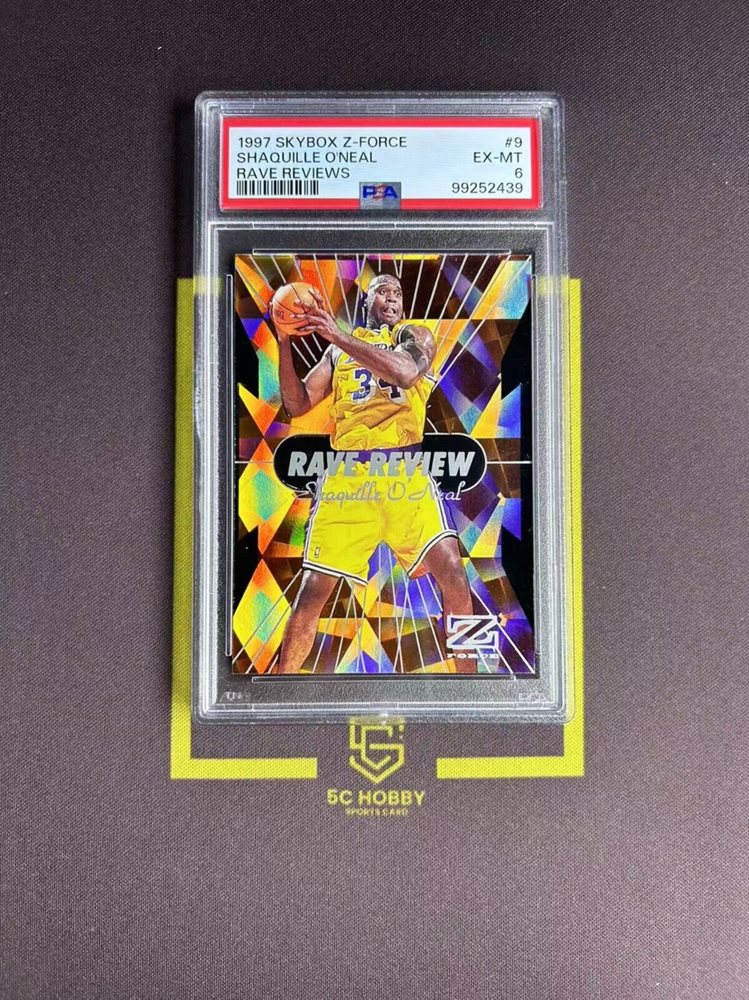 1997 SKYBOX Z-FORCE #9
SHAQUILLE O'NEAL EX-MT
RAVE REVIEWS 6
PSA 99252439
34
RAVE REVIEW
Shaquille O'Neal
Z
FORCE
5C HOBBY
SPORTS CARD